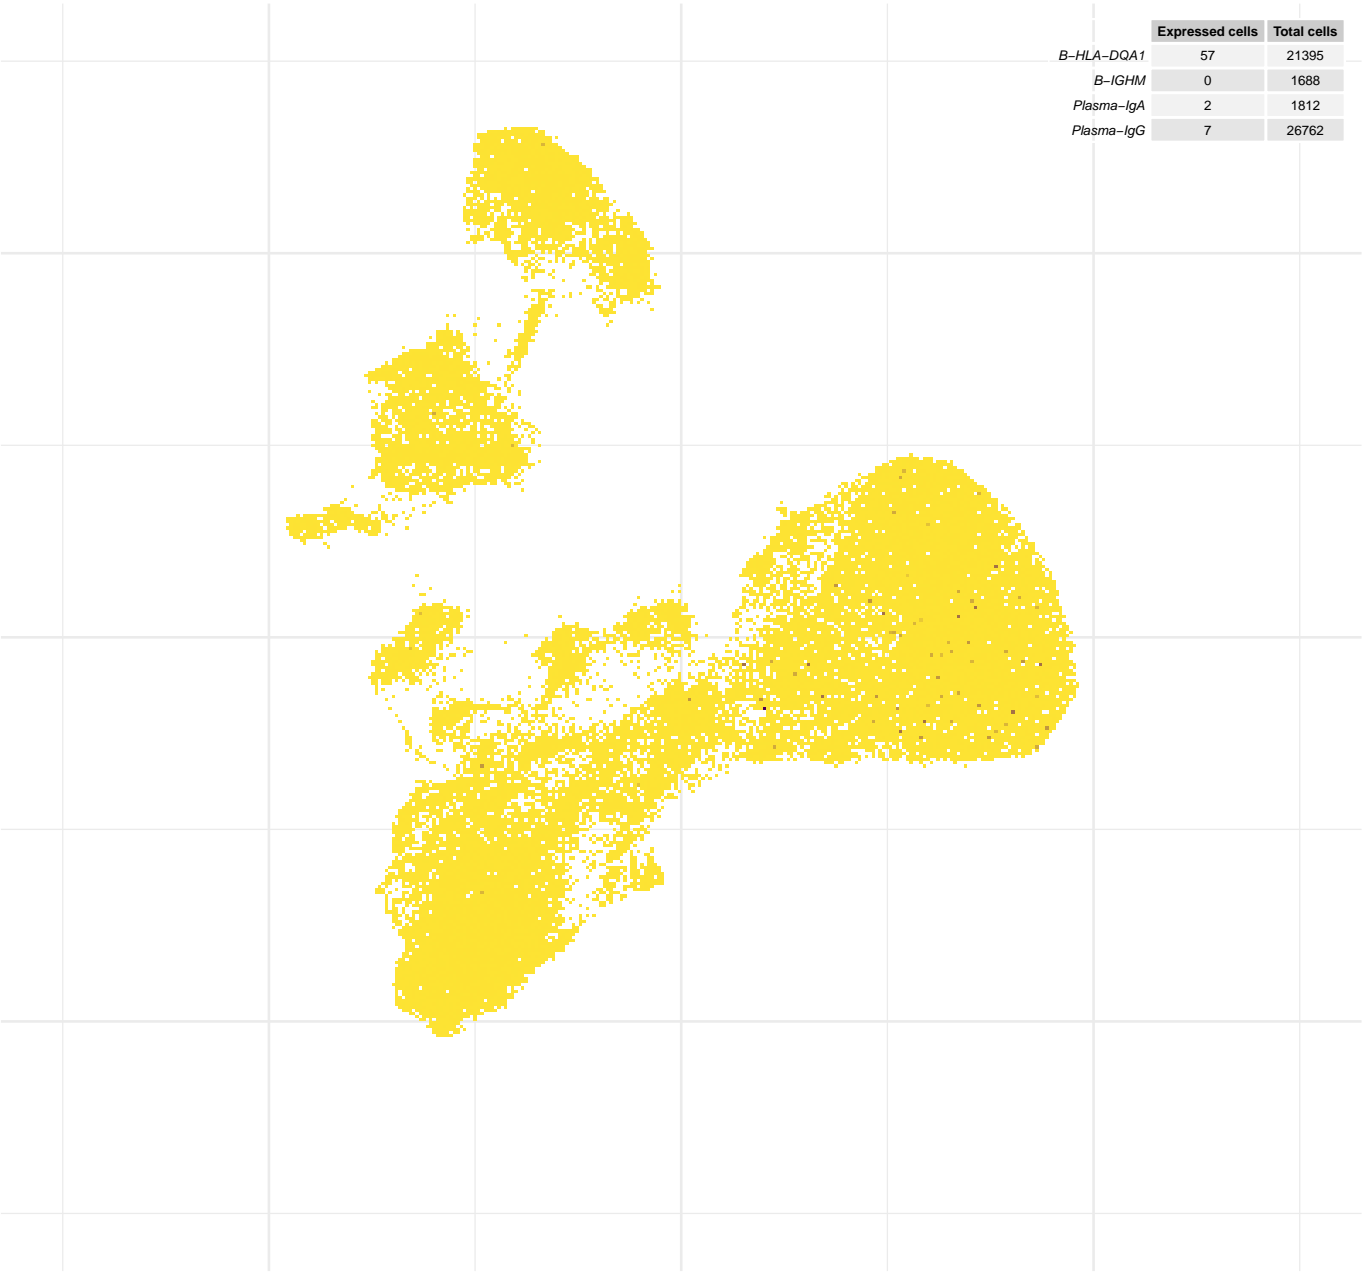 Expressed cells Total cells
B−HLA−DQA1 57 21395
B−IGHM 0 1688
Plasma−IgA 2 1812
Plasma−IgG 7 26762